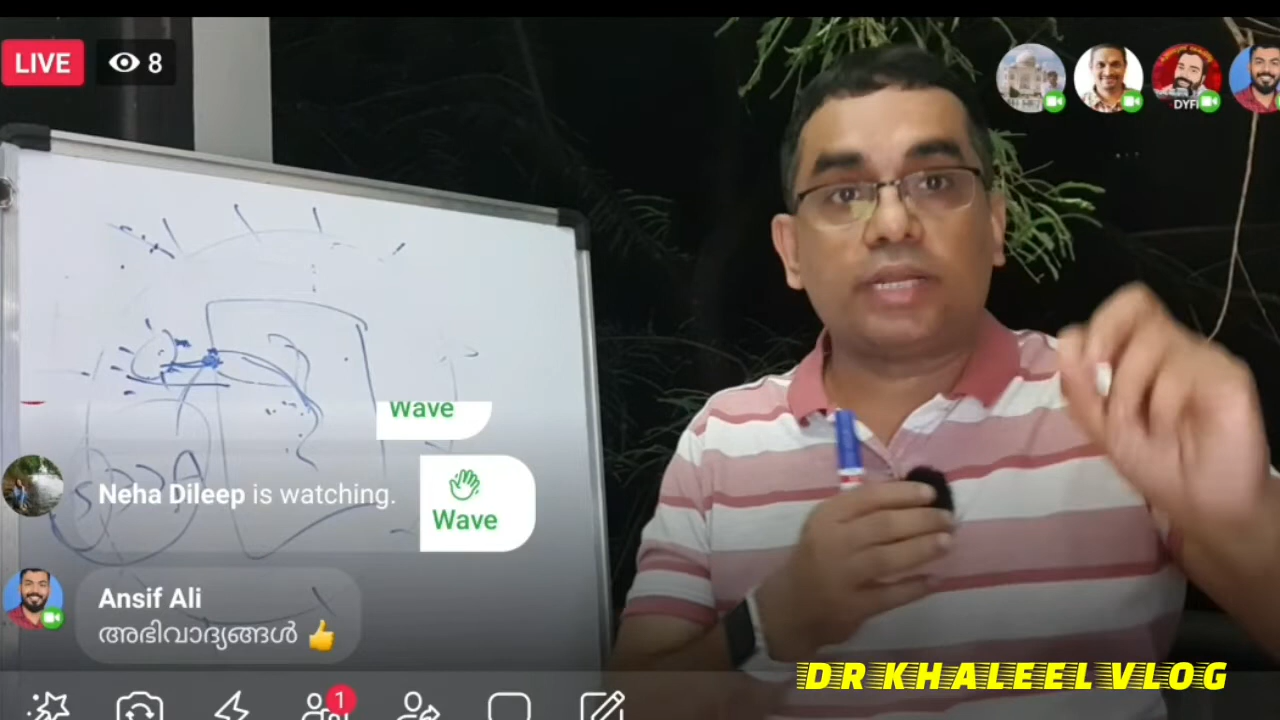 LIVE
8
DYFI
Wave
Neha Dileep is watching.
Wave
Ansif Ali
അഭിവാദ്യങ്ങൾ 👍
1
DR KHALEEL VLOG